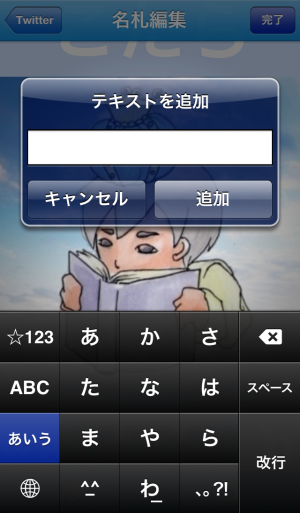 Twitter 名札編集 完了
テキストを追加
キャンセル 追加
☆123 あ か さ
ABC た な は スペース
あいう ま や ら 改行
^_^ わ_ 、。?!